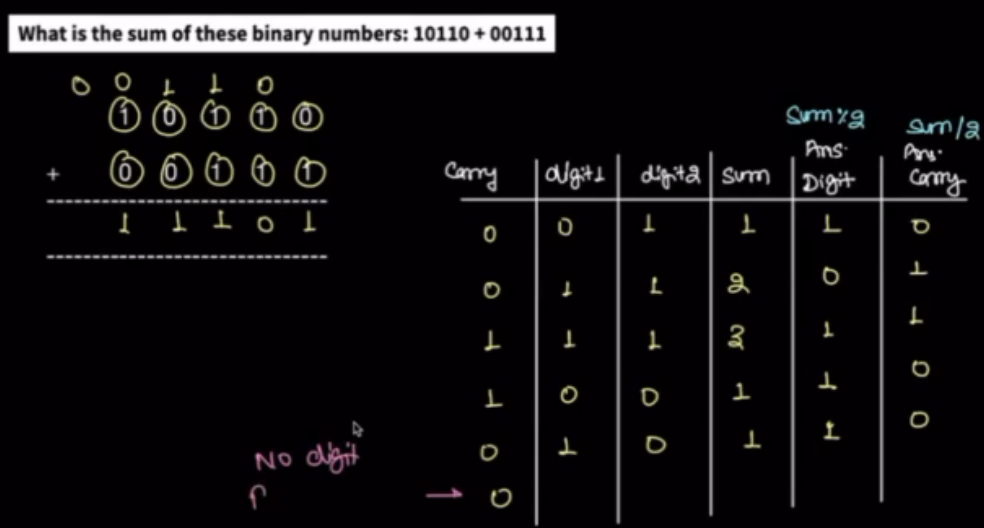 What is the sum of these binary numbers: 10110 + 00111
0 0 1 1 0
1 0 1 1 0
+ 0 0 1 1 1
1 1 1 0 1
Sum%2 Sum/2
Carry digit1 digit2 Sum Ans. Digit Ans. Carry
0 0 1 1 1 0
0 1 1 2 0 1
1 1 1 3 1 1
1 0 0 1 1 0
0 1 0 1 1 0
No digit
→ 0